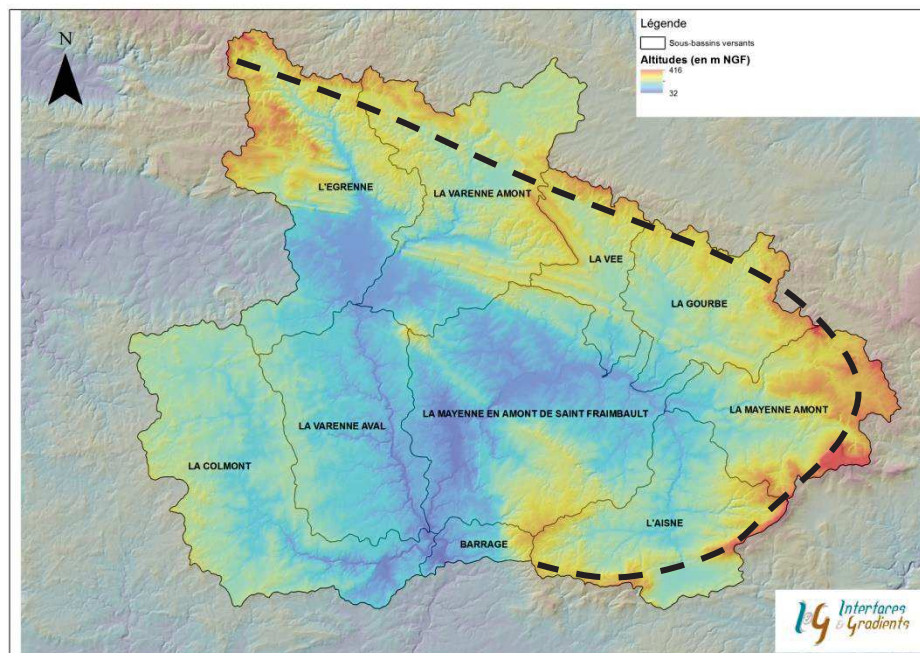 N
Légende
Sous-bassins versants
Altitudes (en m NGF)
416
32
L'EGRENNE
LA VARENNE AMONT
LA VEE
LA GOURBE
LA MAYENNE EN AMONT DE SAINT FRAIMBAULT
LA MAYENNE AMONT
LA VARENNE AVAL
LA COLMONT
L'AISNE
BARRAGE
I&G Interfaces
& Gradients